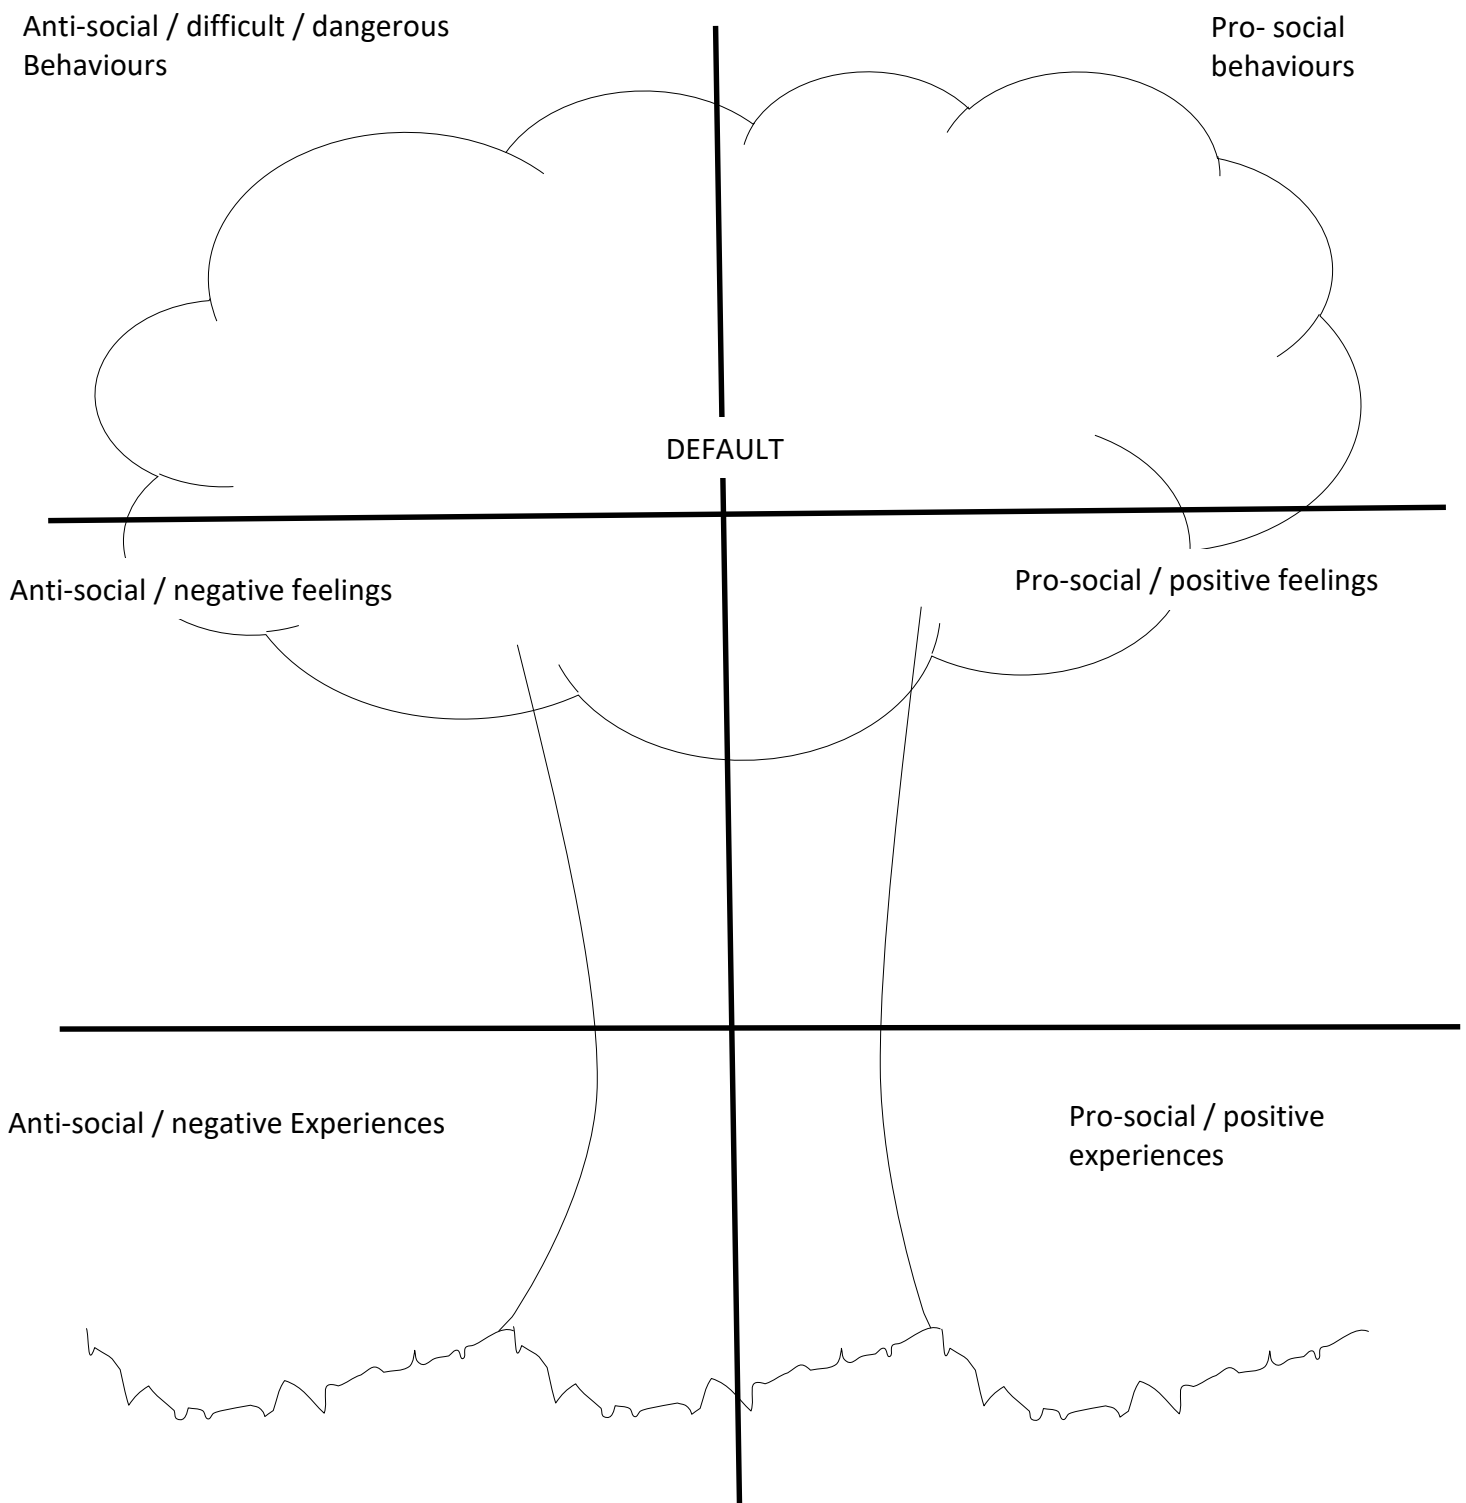 Anti-social / difficult / dangerous
Behaviours
Pro- social
behaviours
DEFAULT
Anti-social / negative feelings
Pro-social / positive feelings
Anti-social / negative Experiences
Pro-social / positive
experiences